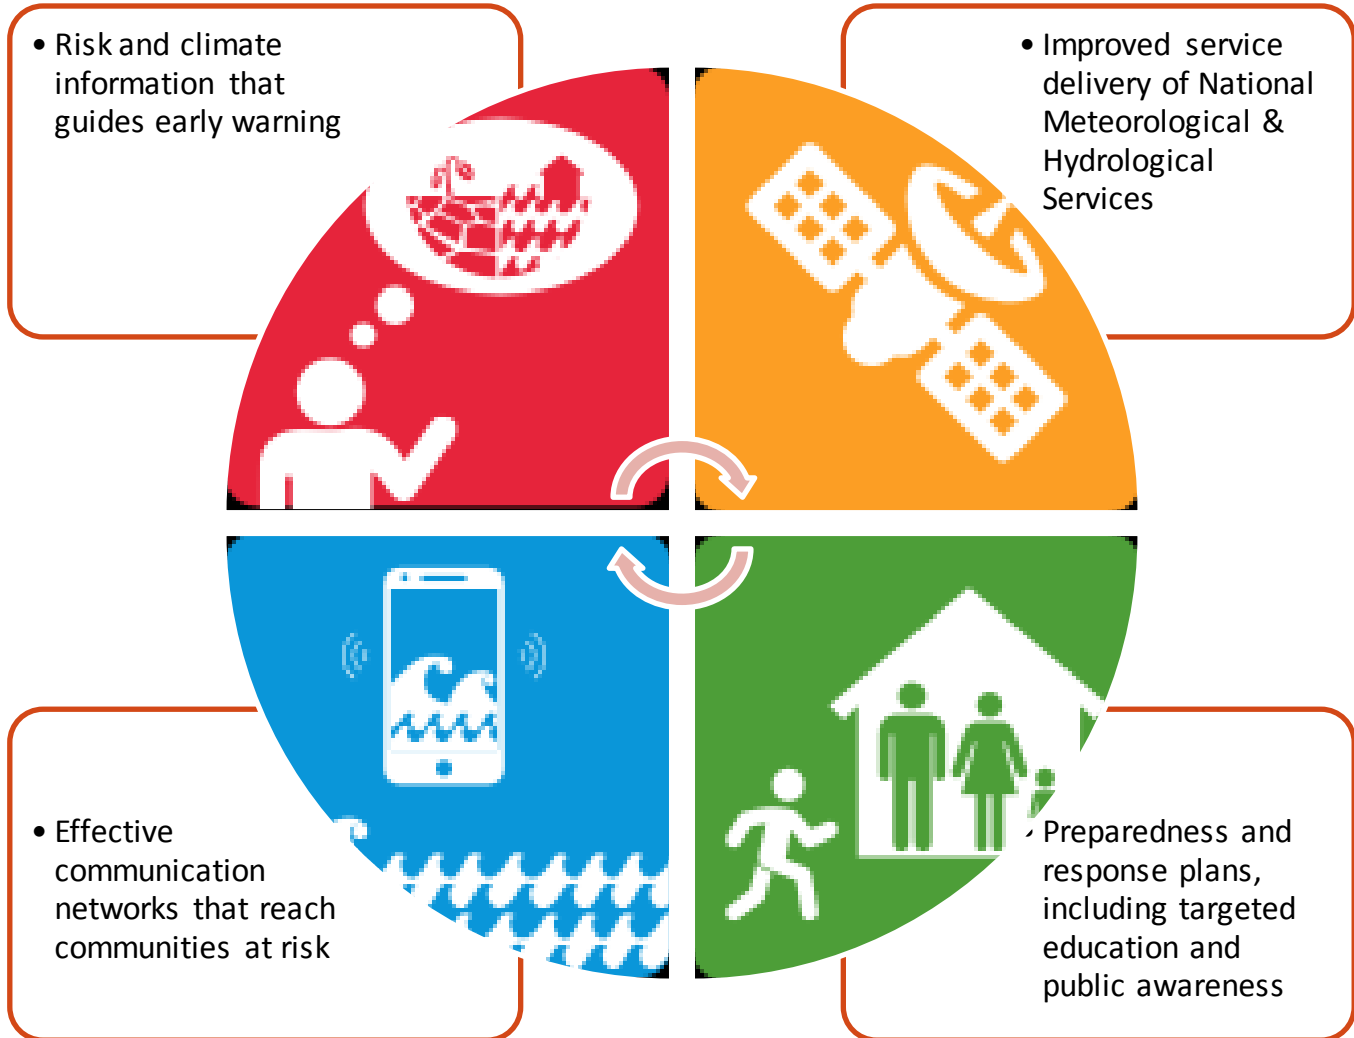 • Risk and climate
information that
guides early warning
• Improved service
delivery of National
Meteorological &
Hydrological
Services
• Effective
communication
networks that reach
communities at risk
• Preparedness and
response plans,
including targeted
education and
public awareness